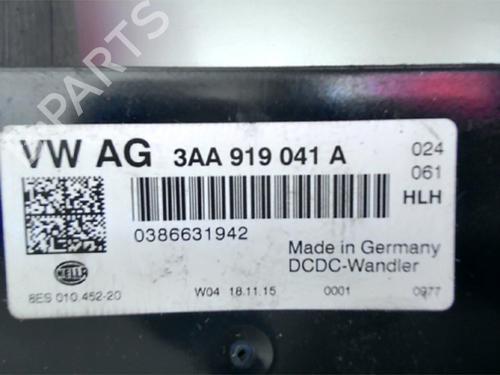 PARTS
VW AG 3AA 919 041 A 024
061
HLH
0386631942
Made in Germany
DCDC-Wandler
HELLA
8ES 010.452-20 W04 18.11.15 0001 0977